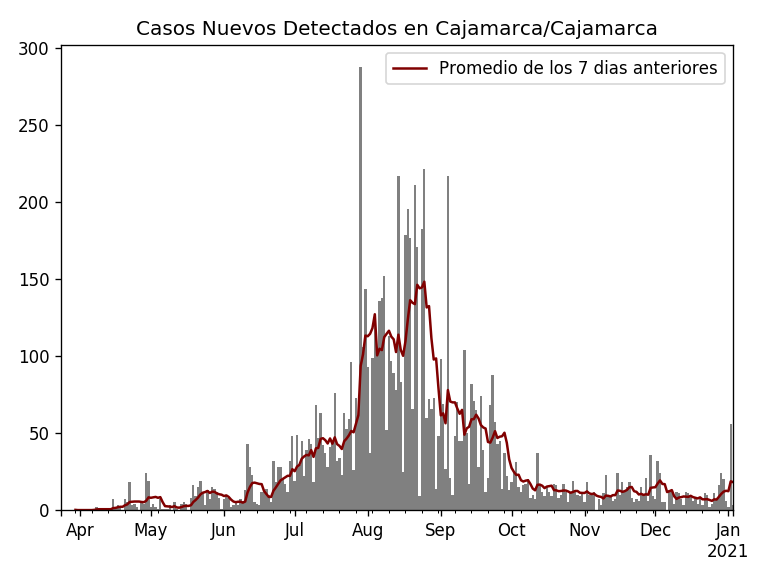 Casos Nuevos Detectados en Cajamarca/Cajamarca
Promedio de los 7 dias anteriores
300
250
200
150
100
50
0
Apr May Jun Jul Aug Sep Oct Nov Dec Jan
2021